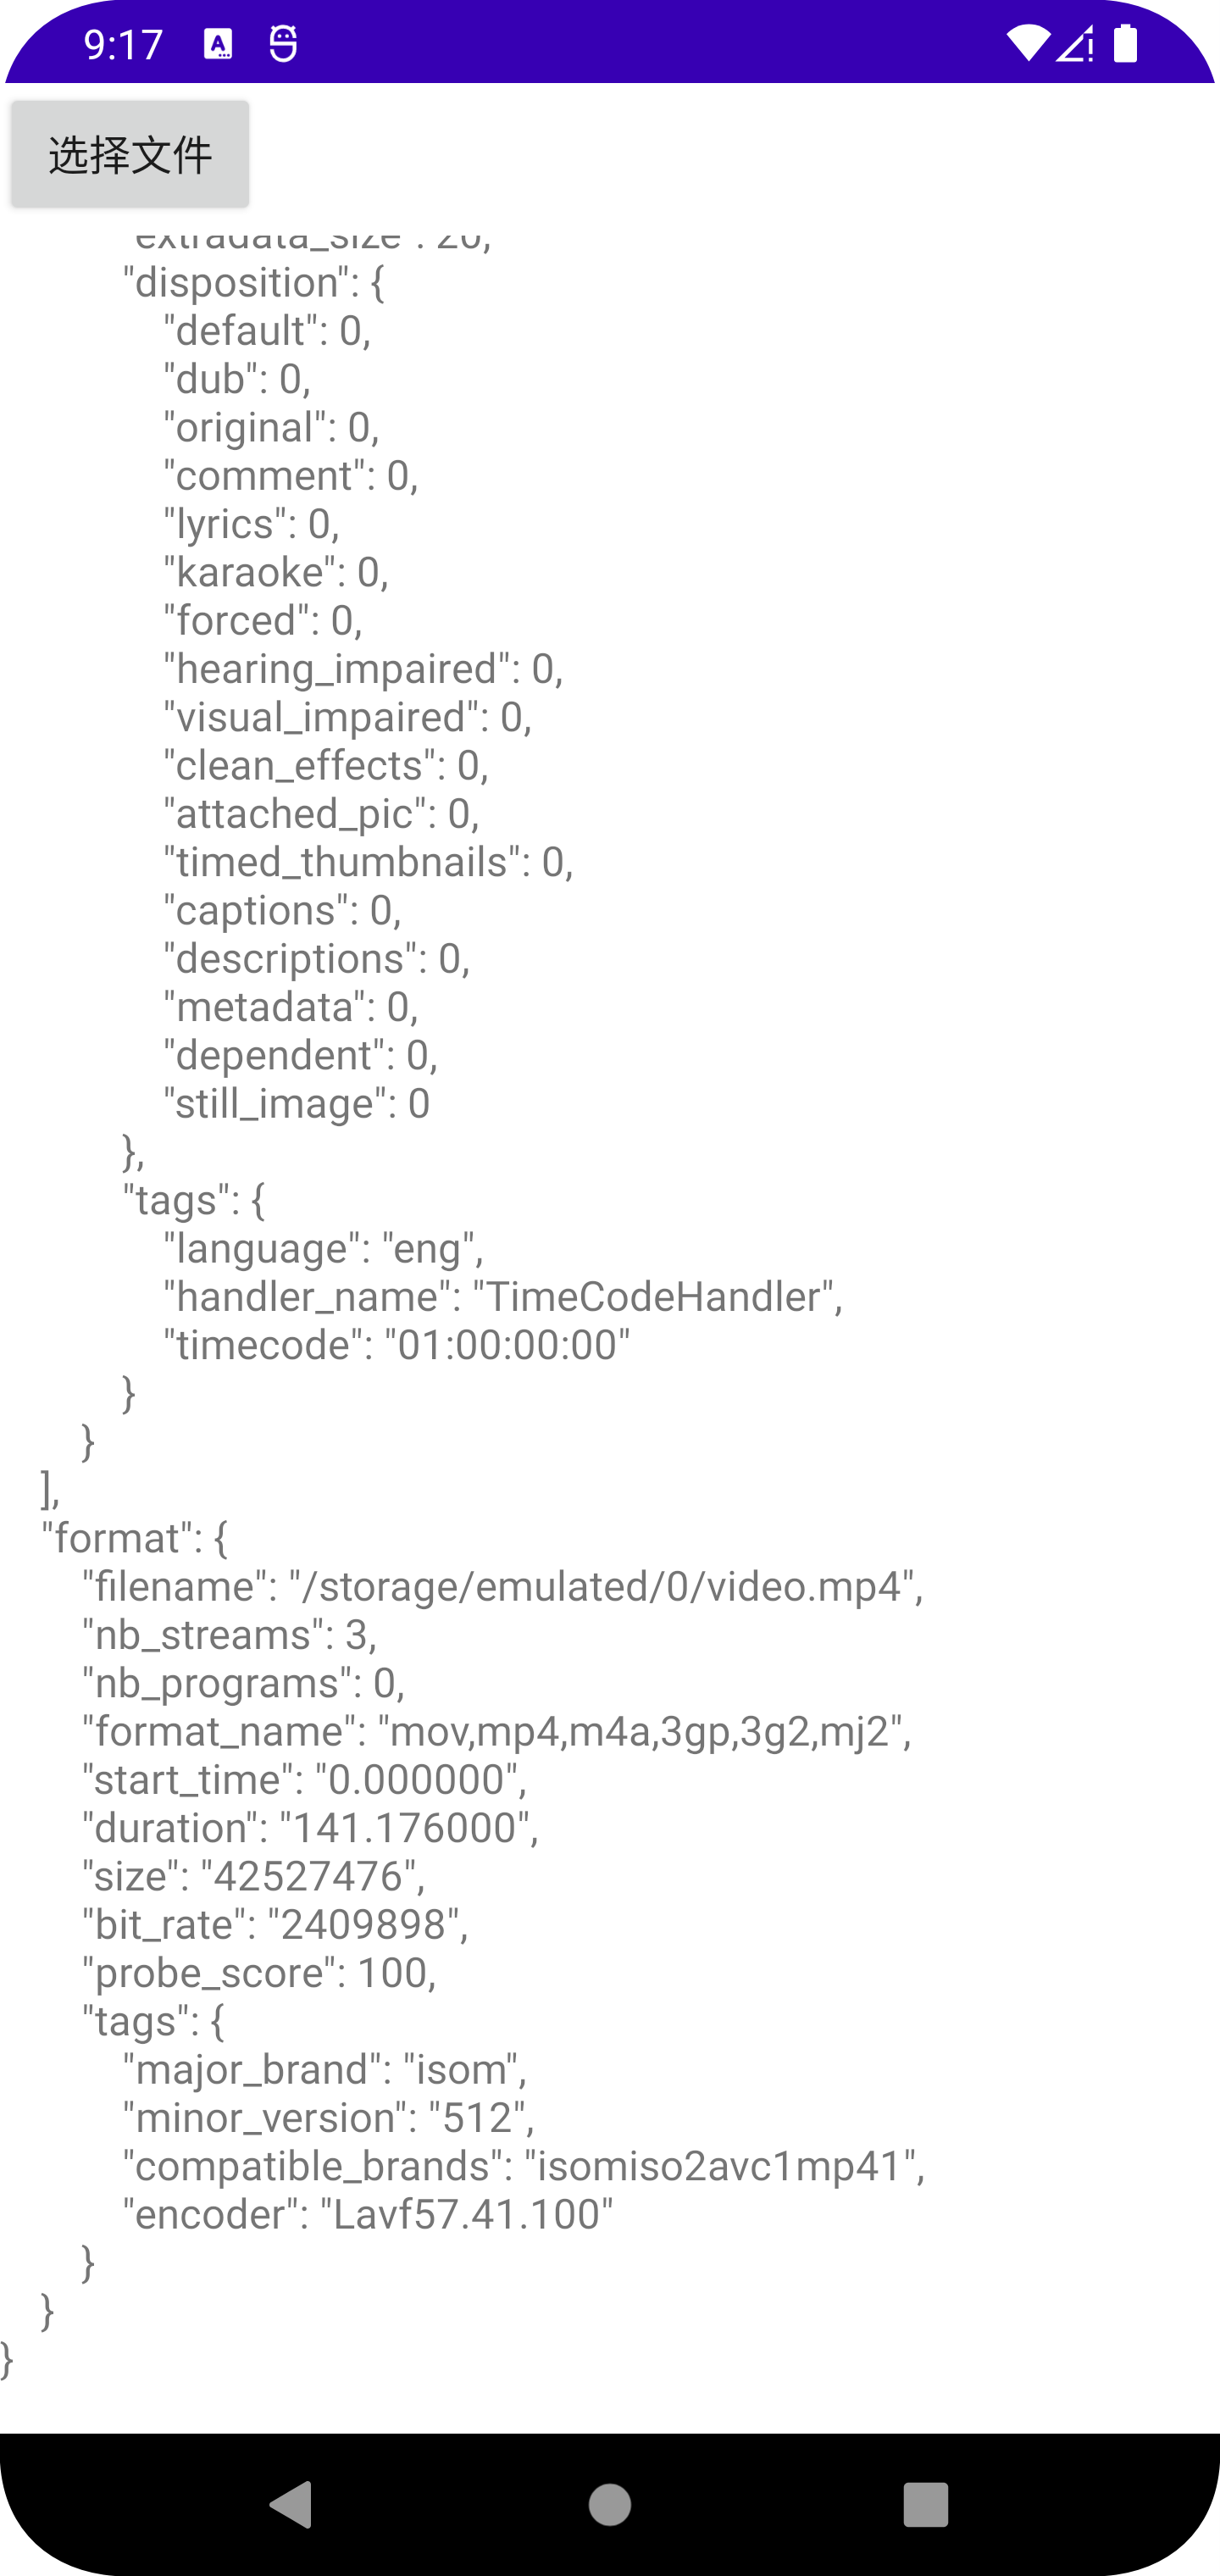 9:17
选择文件
"extradata_size": 20,
"disposition": {
"default": 0,
"dub": 0,
"original": 0,
"comment": 0,
"lyrics": 0,
"karaoke": 0,
"forced": 0,
"hearing_impaired": 0,
"visual_impaired": 0,
"clean_effects": 0,
"attached_pic": 0,
"timed_thumbnails": 0,
"captions": 0,
"descriptions": 0,
"metadata": 0,
"dependent": 0,
"still_image": 0
},
"tags": {
"language": "eng",
"handler_name": "TimeCodeHandler",
"timecode": "01:00:00:00"
}
}
],
"format": {
"filename": "/storage/emulated/0/video.mp4",
"nb_streams": 3,
"nb_programs": 0,
"format_name": "mov,mp4,m4a,3gp,3g2,mj2",
"start_time": "0.000000",
"duration": "141.176000",
"size": "42527476",
"bit_rate": "2409898",
"probe_score": 100,
"tags": {
"major_brand": "isom",
"minor_version": "512",
"compatible_brands": "isomiso2avc1mp41",
"encoder": "Lavf57.41.100"
}
}
}